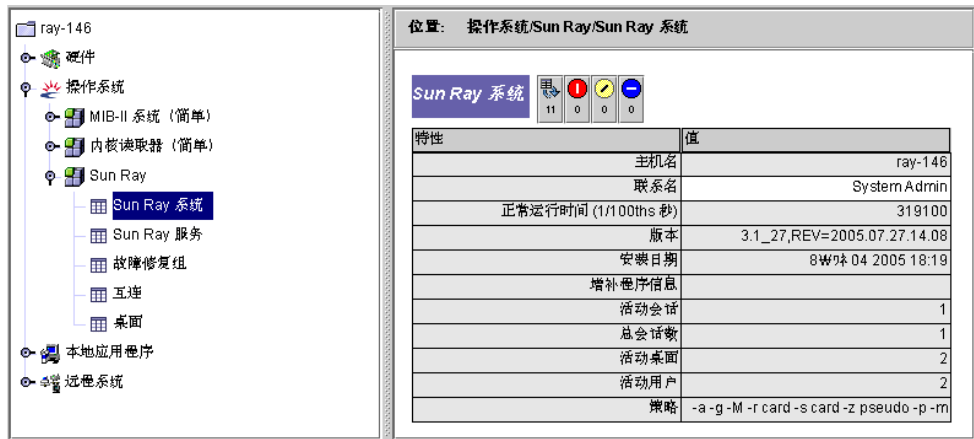 ray-146
硬件
操作系统
MIB-II 系统（简单）
内核读取器（简单）
Sun Ray
Sun Ray 系统
Sun Ray 服务
故障修复组
互连
桌面
本地应用程序
远程系统
位置: 操作系统/Sun Ray/Sun Ray 系统
Sun Ray 系统
11 0 0 0
特性 值
主机名 ray-146
联系名 System Admin
正常运行时间 (1/100ths 秒) 319100
版本 3.1_27,REV=2005.07.27.14.08
安装日期 04 2005 18:19
增补程序信息
活动会话 1
总会话数 1
活动桌面 2
活动用户 2
策略 -a -g -M -r card -s card -z pseudo -p -m